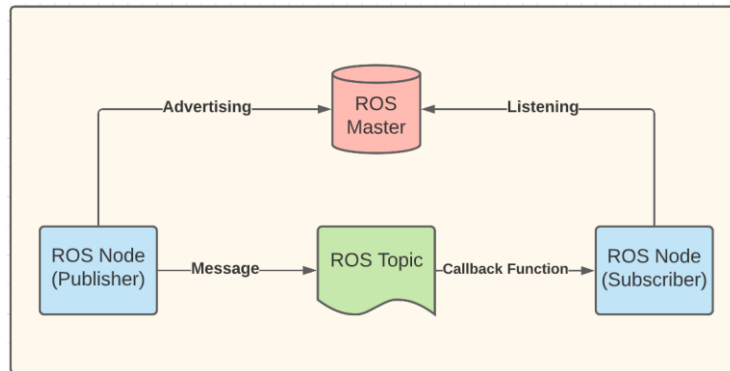 Advertising
ROS
Master
Listening
ROS Node
(Publisher)
Message
ROS Topic
Callback Function
ROS Node
(Subscriber)